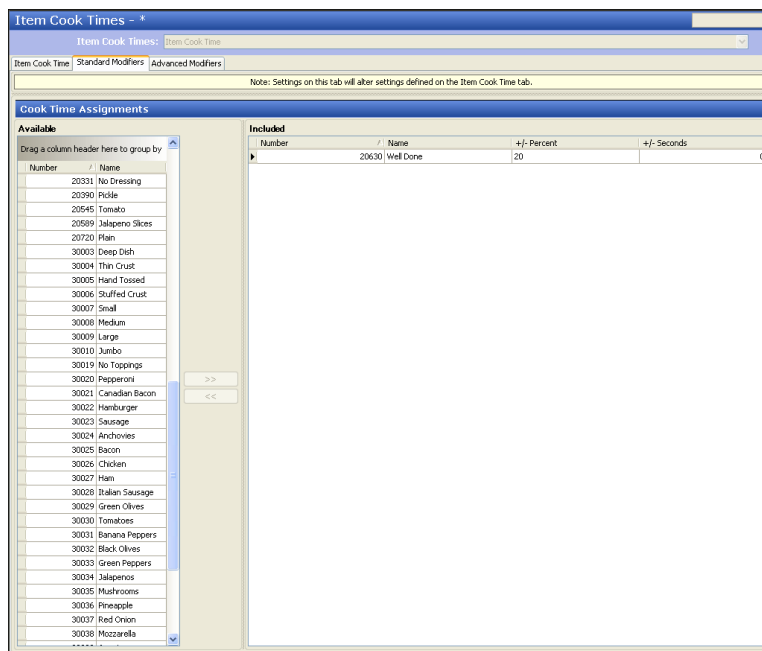 Item Cook Times - *
Item Cook Times: Item Cook Time
Item Cook Time Standard Modifiers Advanced Modifiers
Note: Settings on this tab will alter settings defined on the Item Cook Time tab.
Cook Time Assignments
Available
Drag a column header here to group by
Number / Name
20331 No Dressing
20390 Pickle
20545 Tomato
20589 Jalapeno Slices
20720 Plain
30003 Deep Dish
30004 Thin Crust
30005 Hand Tossed
30006 Stuffed Crust
30007 Small
30008 Medium
30009 Large
30010 Jumbo
30019 No Toppings
30020 Pepperoni
30021 Canadian Bacon
30022 Hamburger
30023 Sausage
30024 Anchovies
30025 Bacon
30026 Chicken
30027 Ham
30028 Italian Sausage
30029 Green Olives
30030 Tomatoes
30031 Banana Peppers
30032 Black Olives
30033 Green Peppers
30034 Jalapenos
30035 Mushrooms
30036 Pineapple
30037 Red Onion
30038 Mozzarella
>>
<<
Included
Number / Name +/- Percent +/- Seconds
20630 Well Done 20 0